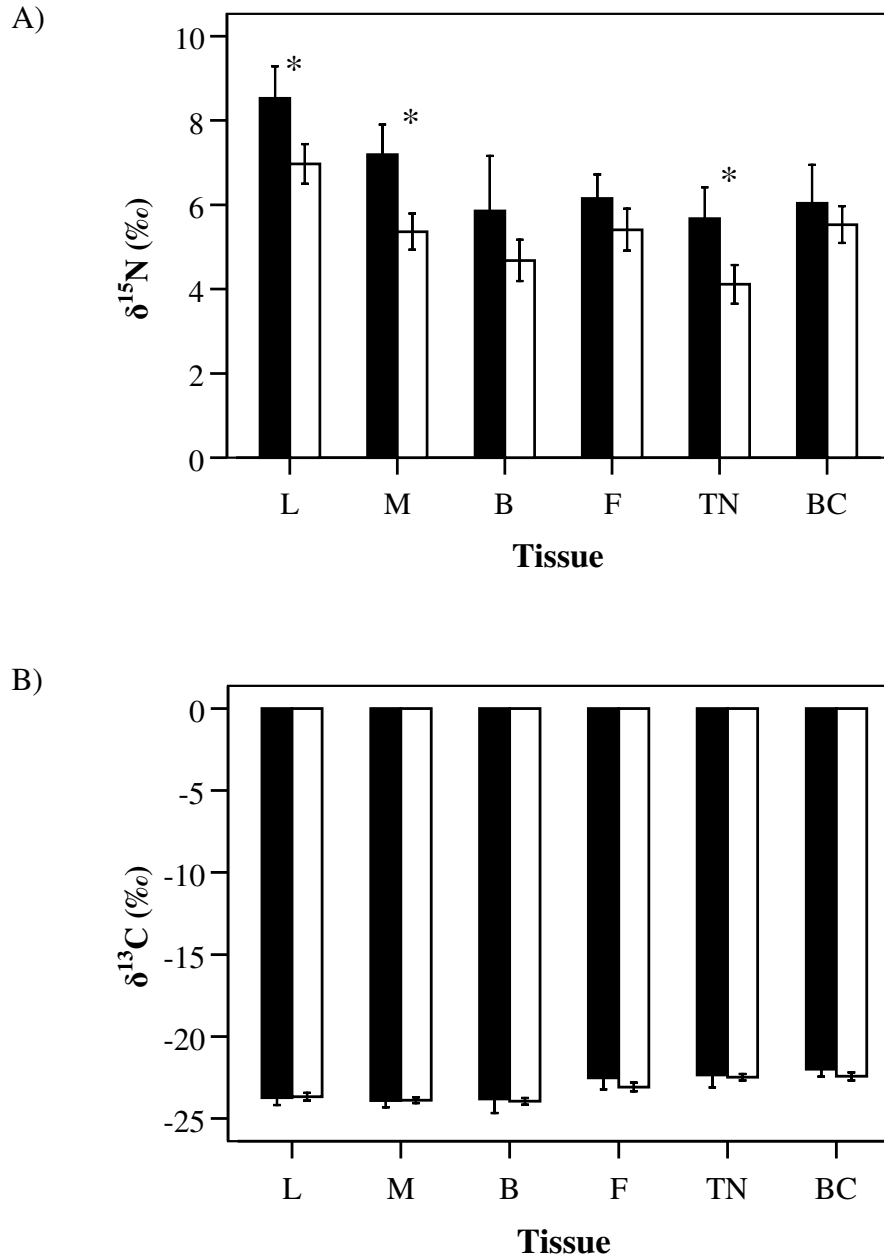 A)
10
8
6
4
2
0
δ¹⁵N (‰)
* * *
L M B F TN BC
Tissue
B)
0
-5
-10
-15
-20
-25
δ¹³C (‰)
L M B F TN BC
Tissue